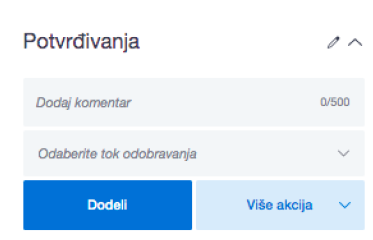 Potvrđivanja
Dodaj komentar 0/500
Odaberite tok odobravanja
Dodeli Više akcija